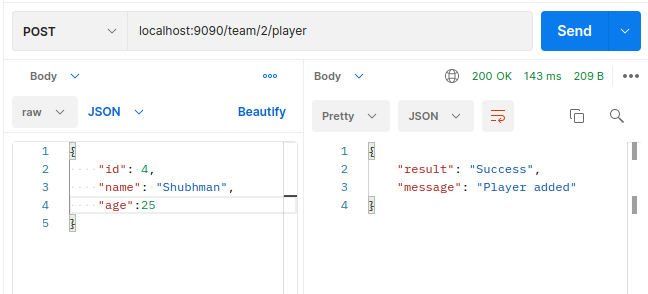 POST localhost:9090/team/2/player Send
Body
raw JSON Beautify
1 {
2 "id": 4,
3 "name": "Shubhman",
4 "age":25
5 }
Body 200 OK 143 ms 209 B
Pretty JSON
1 {
2 "result": "Success",
3 "message": "Player added"
4 }